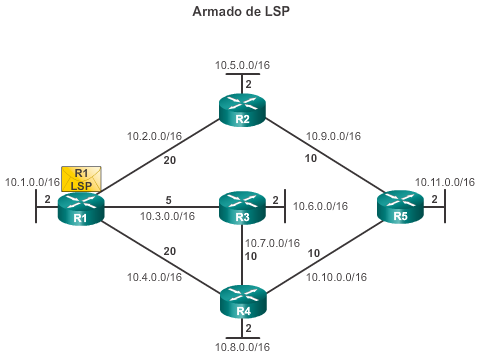 Armado de LSP
10.5.0.0/16
2
R2
10.2.0.0/16
20
10.9.0.0/16
10
R1
LSP
10.1.0.0/16
2
R1
5
10.3.0.0/16
R3
2
10.6.0.0/16
10.11.0.0/16
2
R5
10.7.0.0/16
10
20
10.4.0.0/16
10
10.10.0.0/16
R4
2
10.8.0.0/16